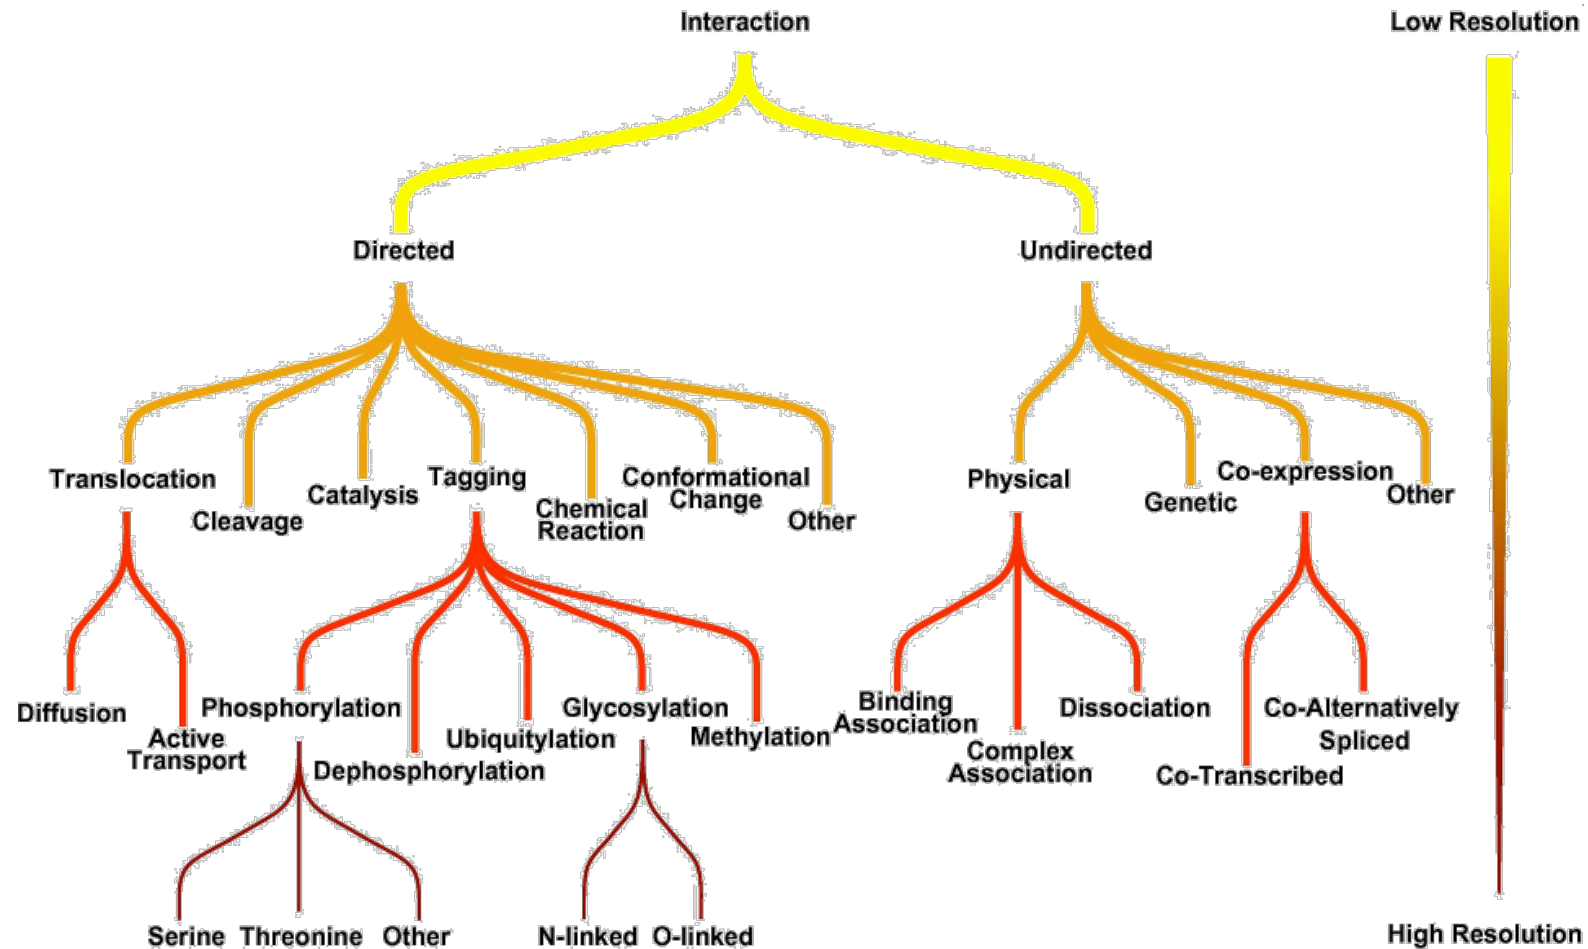 Interaction
Low Resolution
Directed
Undirected
Translocation
Cleavage
Catalysis
Tagging
Chemical
Reaction
Conformational
Change
Other
Physical
Genetic
Co-expression
Other
Diffusion
Active
Transport
Phosphorylation
Dephosphorylation
Ubiquitylation
Glycosylation
Methylation
Binding
Association
Complex
Association
Dissociation
Co-Transcribed
Co-Alternatively
Spliced
Serine
Threonine
Other
N-linked
O-linked
High Resolution